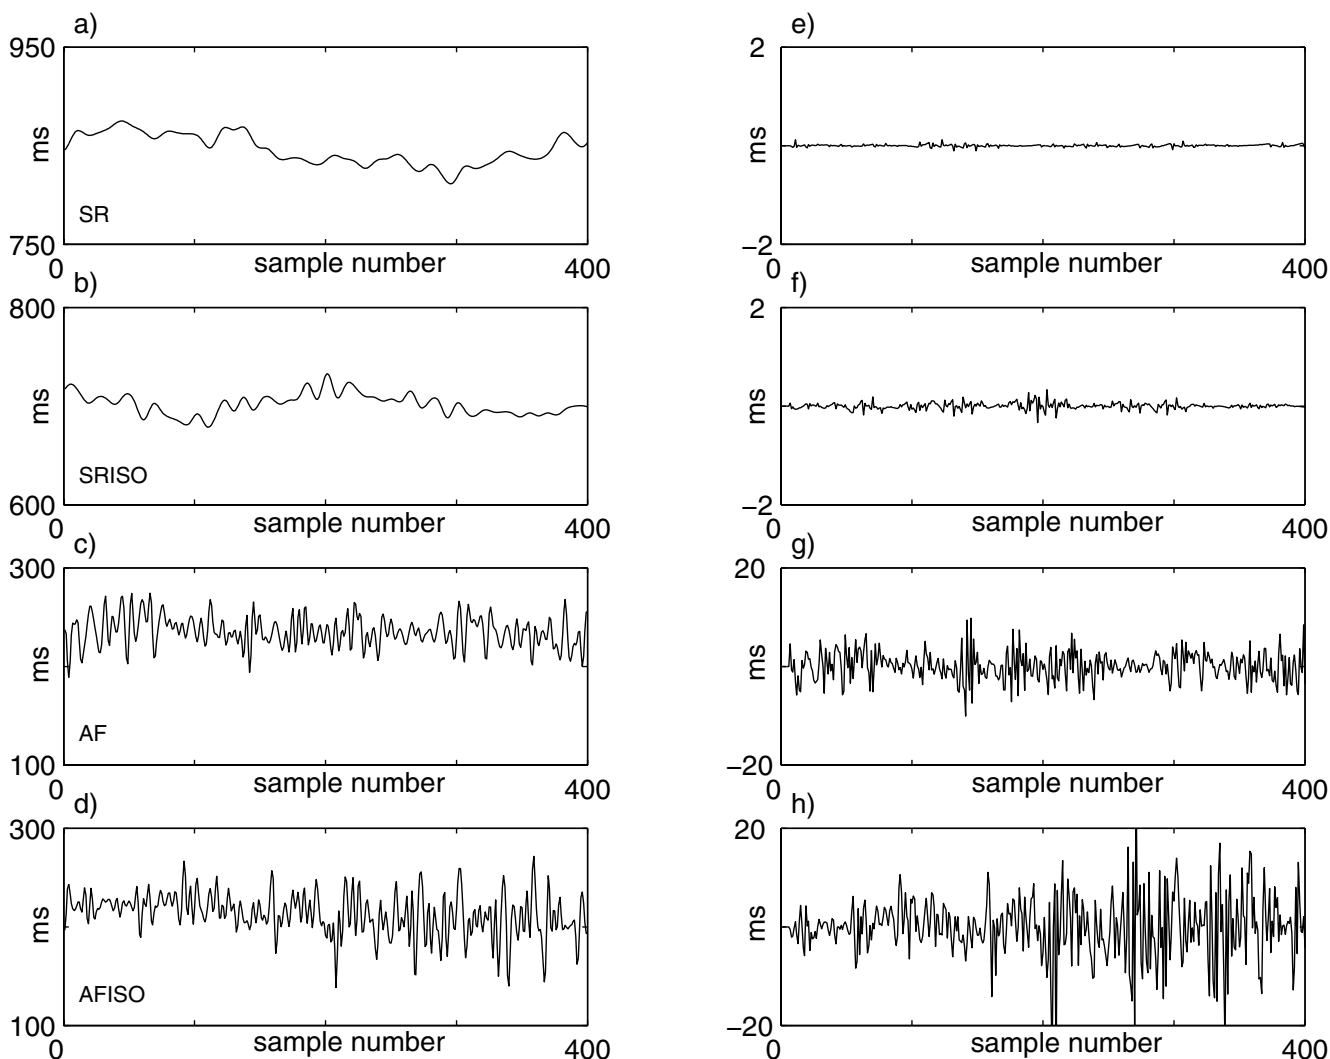 a)
950
ms
SR
750
0
sample number
400
e)
2
ms
−2
0
sample number
400
b)
800
ms
SRISO
600
0
sample number
400
f)
2
ms
−2
0
sample number
400
c)
300
ms
AF
100
0
sample number
400
g)
20
ms
−20
0
sample number
400
d)
300
ms
AFISO
100
0
sample number
400
h)
20
ms
−20
0
sample number
400